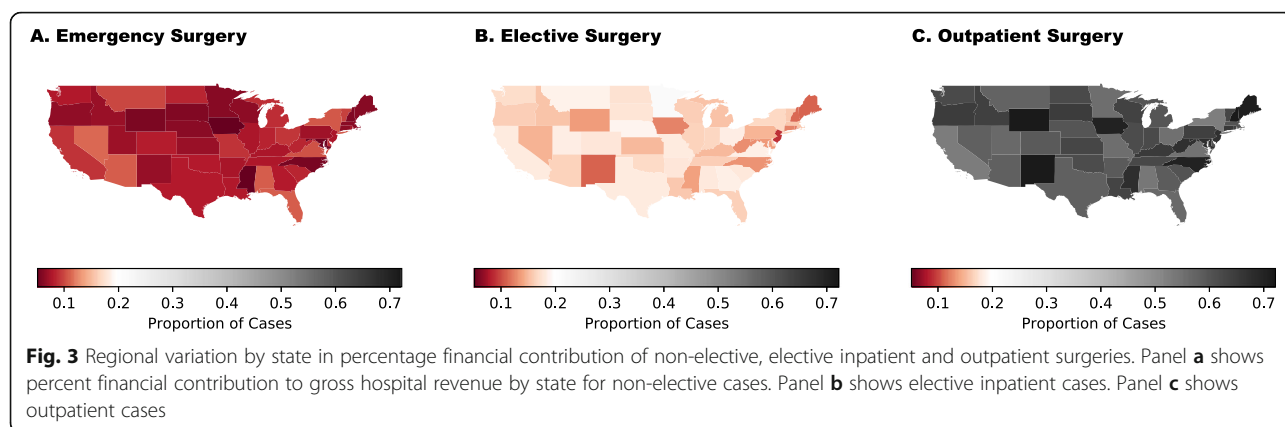 A. Emergency Surgery
B. Elective Surgery
C. Outpatient Surgery
0.1 0.2 0.3 0.4 0.5 0.6 0.7
Proportion of Cases
0.1 0.2 0.3 0.4 0.5 0.6 0.7
Proportion of Cases
0.1 0.2 0.3 0.4 0.5 0.6 0.7
Proportion of Cases
Fig. 3 Regional variation by state in percentage financial contribution of non-elective, elective inpatient and outpatient surgeries. Panel a shows
percent financial contribution to gross hospital revenue by state for non-elective cases. Panel b shows elective inpatient cases. Panel c shows
outpatient cases